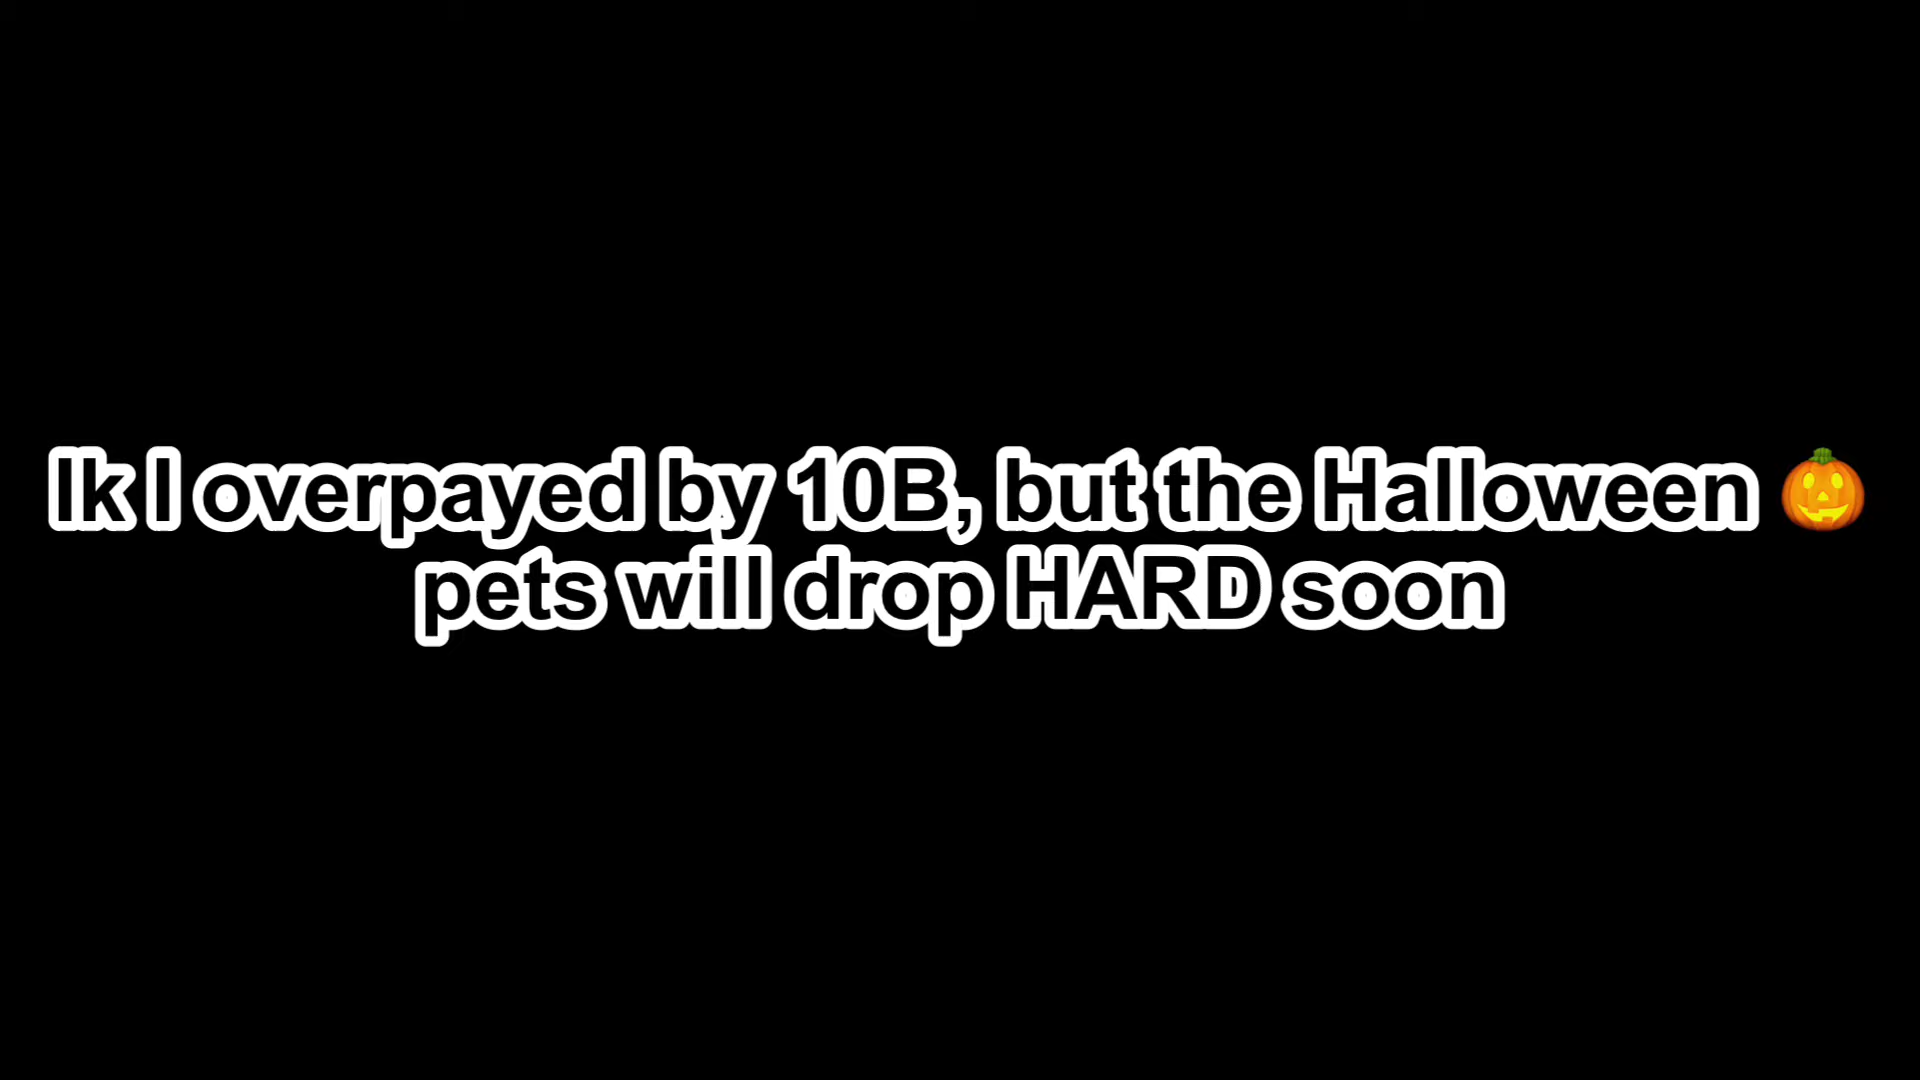 Ik I overpayed by 10B, but the Halloween 🎃
pets will drop HARD soon